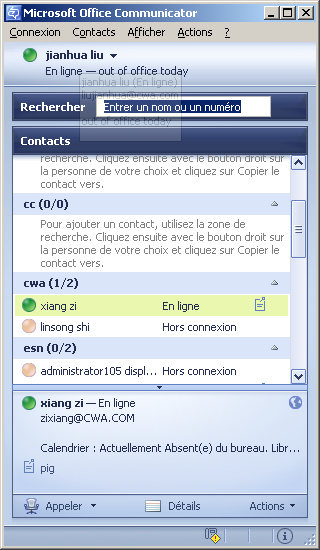 Microsoft Office Communicator
Connexion Contacts Afficher Actions ?
jianhua liu
En ligne — out of office today
jianhua liu (En ligne)
liujianhua@cwa.com
out of office today
Rechercher Entrer un nom ou un numéro
Contacts
recherche. Cliquez ensuite avec le bouton droit sur
la personne de votre choix et cliquez sur Copier le
contact vers.
cc (0/0)
Pour ajouter un contact, utilisez la zone de
recherche. Cliquez ensuite avec le bouton droit sur
la personne de votre choix et cliquez sur Copier le
contact vers.
cwa (1/2)
xiang zi En ligne
linsong shi Hors connexion
esn (0/2)
administrator105 displ... Hors connexion
xiang zi — En ligne
zixiang@CWA.COM
Calendrier : Actuellement Absent(e) du bureau. Libr...
pig
Appeler Détails Actions